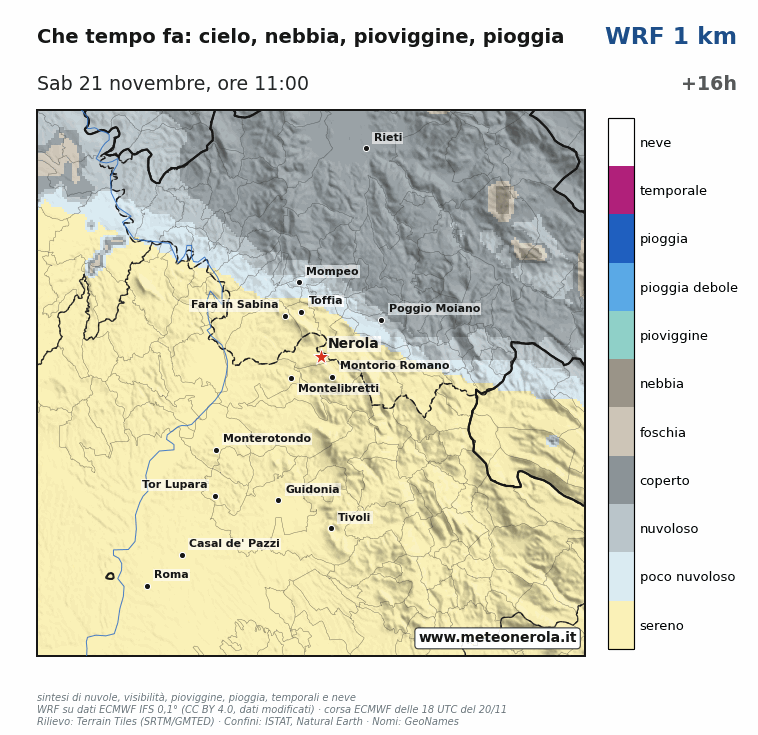 Che tempo fa: cielo, nebbia, pioviggine, pioggia
WRF 1 km
Sab 21 novembre, ore 11:00
+16h
Rieti
Mompeo
Fara in Sabina
Toffia
Poggio Moiano
Nerola
Montorio Romano
Montelibretti
Monterotondo
Tor Lupara
Guidonia
Tivoli
Casal de' Pazzi
Roma
www.meteonerola.it
neve
temporale
pioggia
pioggia debole
pioviggine
nebbia
foschia
coperto
nuvoloso
poco nuvoloso
sereno
sintesi di nuvole, visibilità, pioviggine, pioggia, temporali e neve
WRF su dati ECMWF IFS 0,1° (CC BY 4.0, dati modificati) · corsa ECMWF delle 18 UTC del 20/11
Rilievo: Terrain Tiles (SRTM/GMTED) · Confini: ISTAT, Natural Earth · Nomi: GeoNames